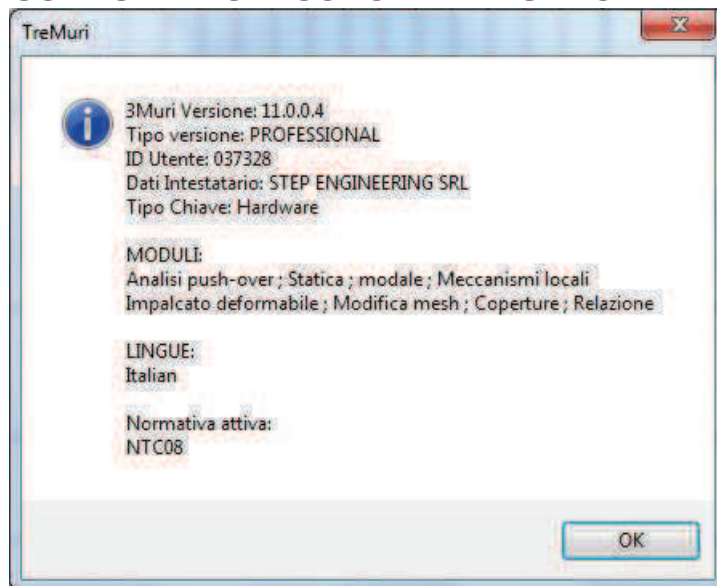 TreMuri
3Muri Versione: 11.0.0.4
Tipo versione: PROFESSIONAL
ID Utente: 037328
Dati Intestatario: STEP ENGINEERING SRL
Tipo Chiave: Hardware
MODULI:
Analisi push-over ; Statica ; modale ; Meccanismi locali
Impalcato deformabile ; Modifica mesh ; Coperture ; Relazione
LINGUE:
Italian
Normativa attiva:
NTC08
OK